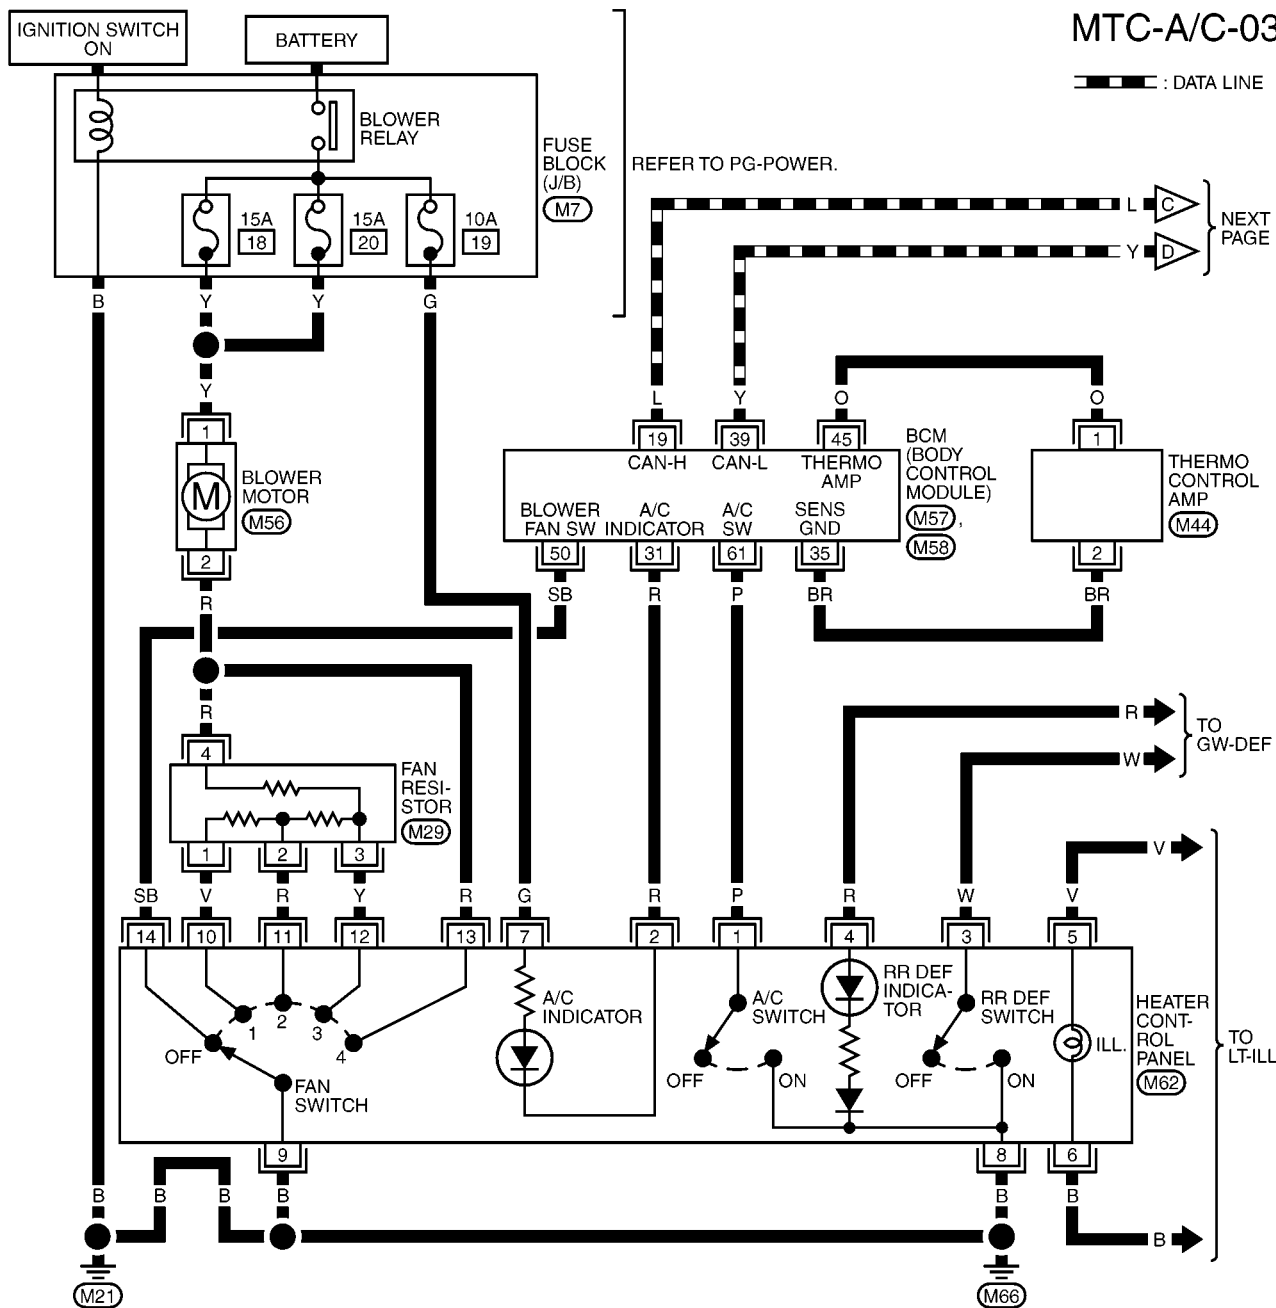 MTC-A/C-03
IGNITION SWITCH
ON
BATTERY
: DATA LINE
BLOWER
RELAY
FUSE
BLOCK
(J/B)
M7
REFER TO PG-POWER.
15A
18
15A
20
10A
19
L
C
Y
D
NEXT
PAGE
B
Y
Y
G
Y
L
Y
O
O
1
19
39
45
1
CAN-H
CAN-L
THERMO
AMP
BCM
(BODY
CONTROL
MODULE)
M57 ,
M58
THERMO
CONTROL
AMP
M44
M
BLOWER
MOTOR
M56
BLOWER
FAN SW
A/C
INDICATOR
A/C
SW
SENS
GND
2
50
31
61
35
2
R
SB
R
P
BR
BR
R
R
W
TO
GW-DEF
4
FAN
RESI-
STOR
M29
1
2
3
V
SB
V
R
Y
R
G
R
P
R
W
V
14
10
11
12
13
7
2
1
4
3
5
OFF
1
2
3
4
FAN
SWITCH
A/C
INDICATOR
A/C
SWITCH
OFF
ON
RR DEF
INDICA-
TOR
RR DEF
SWITCH
OFF
ON
ILL.
HEATER
CONT-
ROL
PANEL
M62
TO
LT-ILL
9
8
6
B
B
B
B
B
B
B
M21
M66